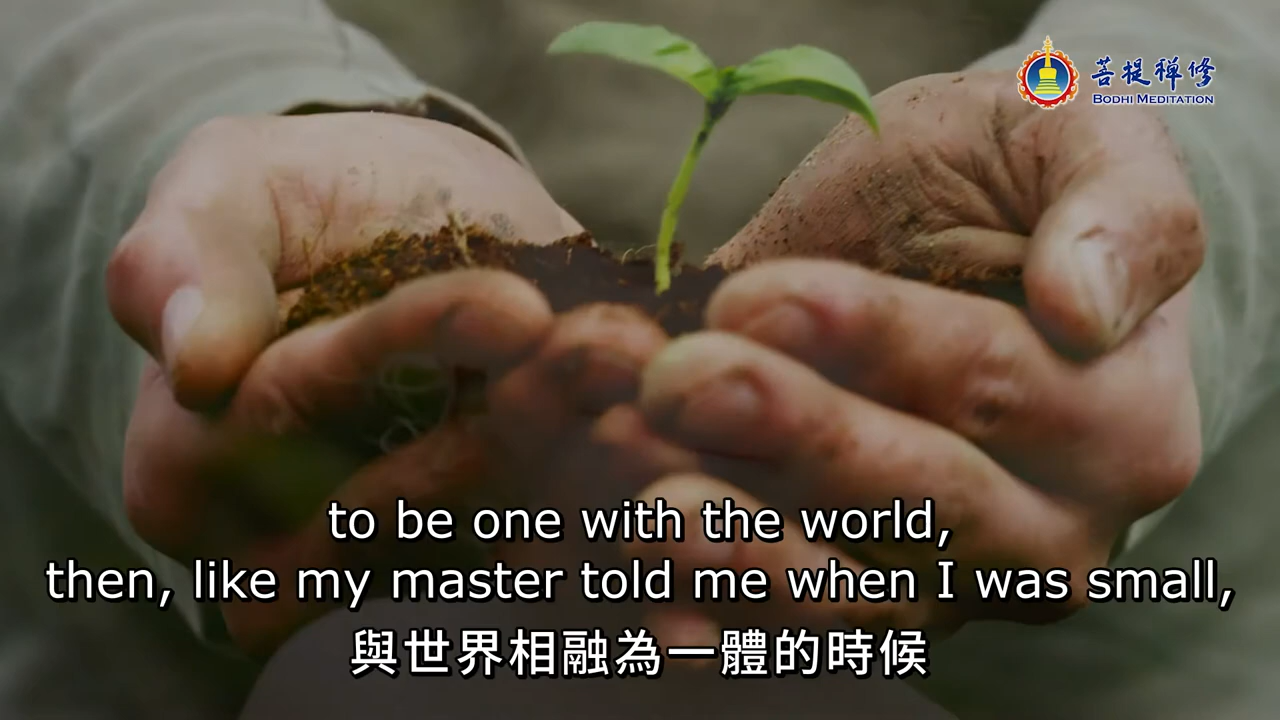 菩提禪修
BODHI MEDITATION
to be one with the world,
then, like my master told me when I was small,
與世界相融為一體的時候